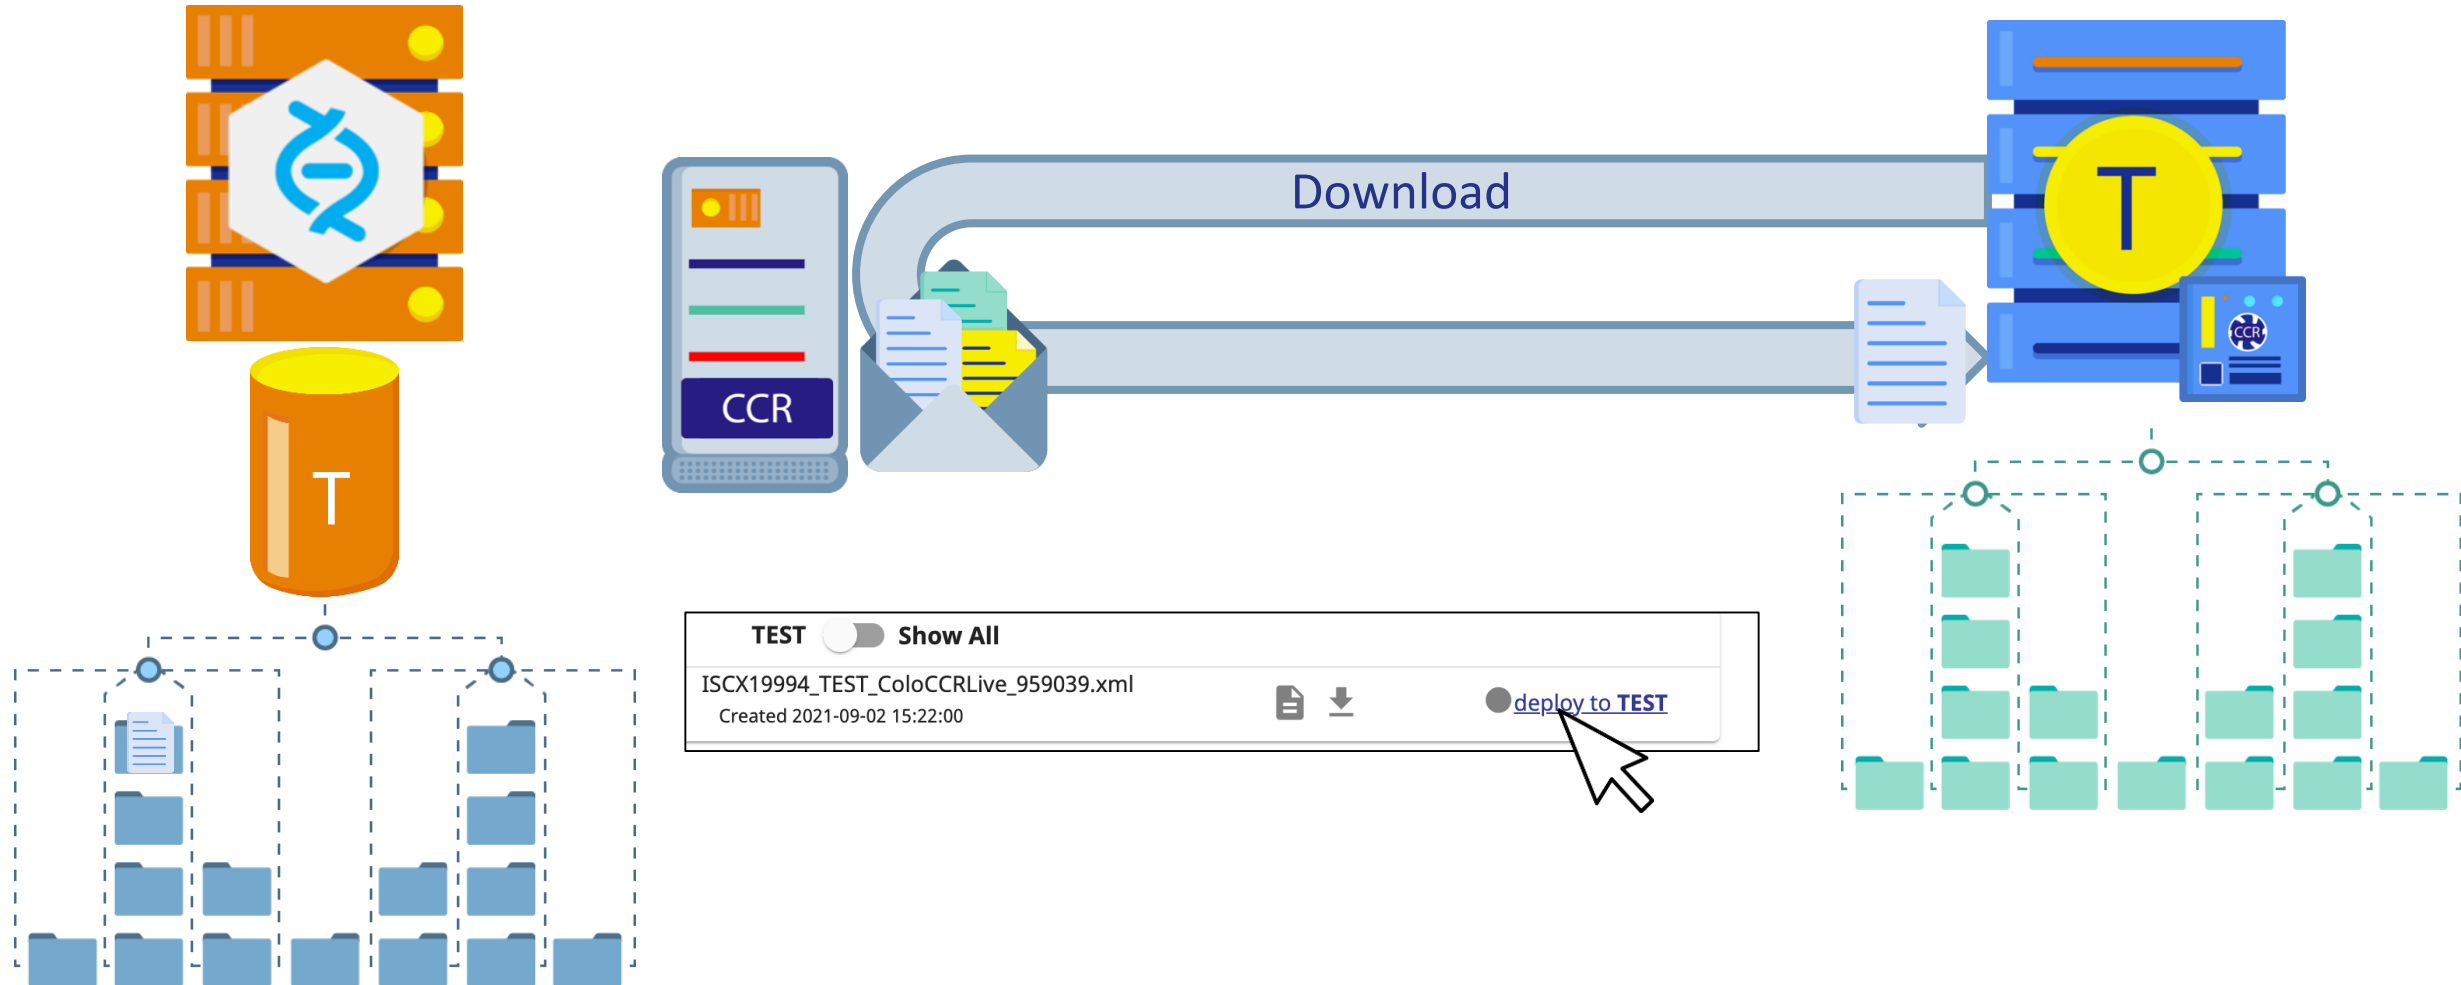 Download
T
CCR
CCR
T
TEST Show All
ISCX19994_TEST_ColoCCRLive_959039.xml
Created 2021-09-02 15:22:00
deploy to TEST